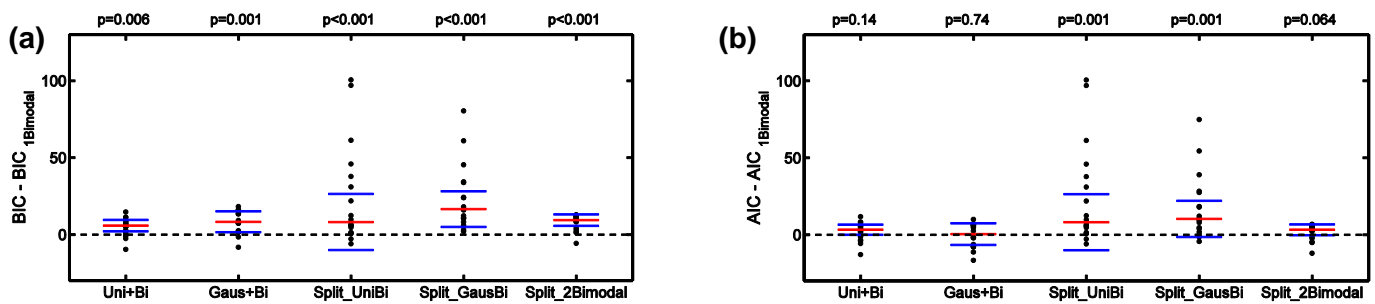 (a)
p=0.006 p=0.001 p<0.001 p<0.001 p<0.001
BIC - BIC 1Bimodal
100
50
0
Uni+Bi Gaus+Bi Split_UniBi Split_GausBi Split_2Bimodal
(b)
p=0.14 p=0.74 p=0.001 p=0.001 p=0.064
AIC - AIC 1Bimodal
100
50
0
Uni+Bi Gaus+Bi Split_UniBi Split_GausBi Split_2Bimodal